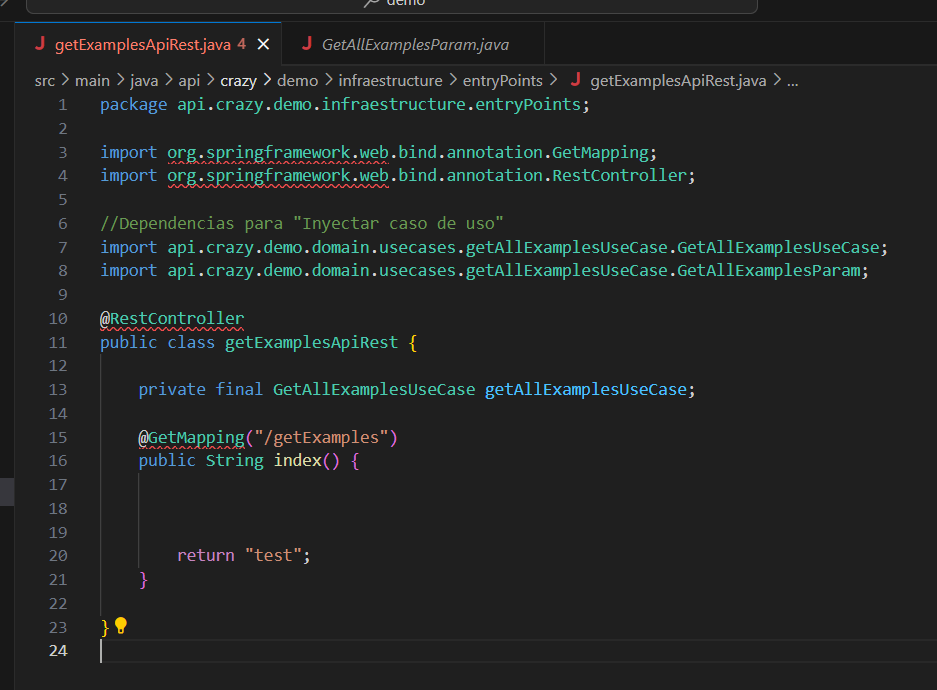 demo
J getExamplesApiRest.java 4 × J GetAllExamplesParam.java
src > main > java > api > crazy > demo > infraestructure > entryPoints > J getExamplesApiRest.java > ...
1 package api.crazy.demo.infraestructure.entryPoints;
2
3 import org.springframework.web.bind.annotation.GetMapping;
4 import org.springframework.web.bind.annotation.RestController;
5
6 //Dependencias para "Inyectar caso de uso"
7 import api.crazy.demo.domain.usecases.getAllExamplesUseCase.GetAllExamplesUseCase;
8 import api.crazy.demo.domain.usecases.getAllExamplesUseCase.GetAllExamplesParam;
9
10 @RestController
11 public class getExamplesApiRest {
12
13 private final GetAllExamplesUseCase getAllExamplesUseCase;
14
15 @GetMapping("/getExamples")
16 public String index() {
17
18
19
20 return "test";
21 }
22
23 }
24